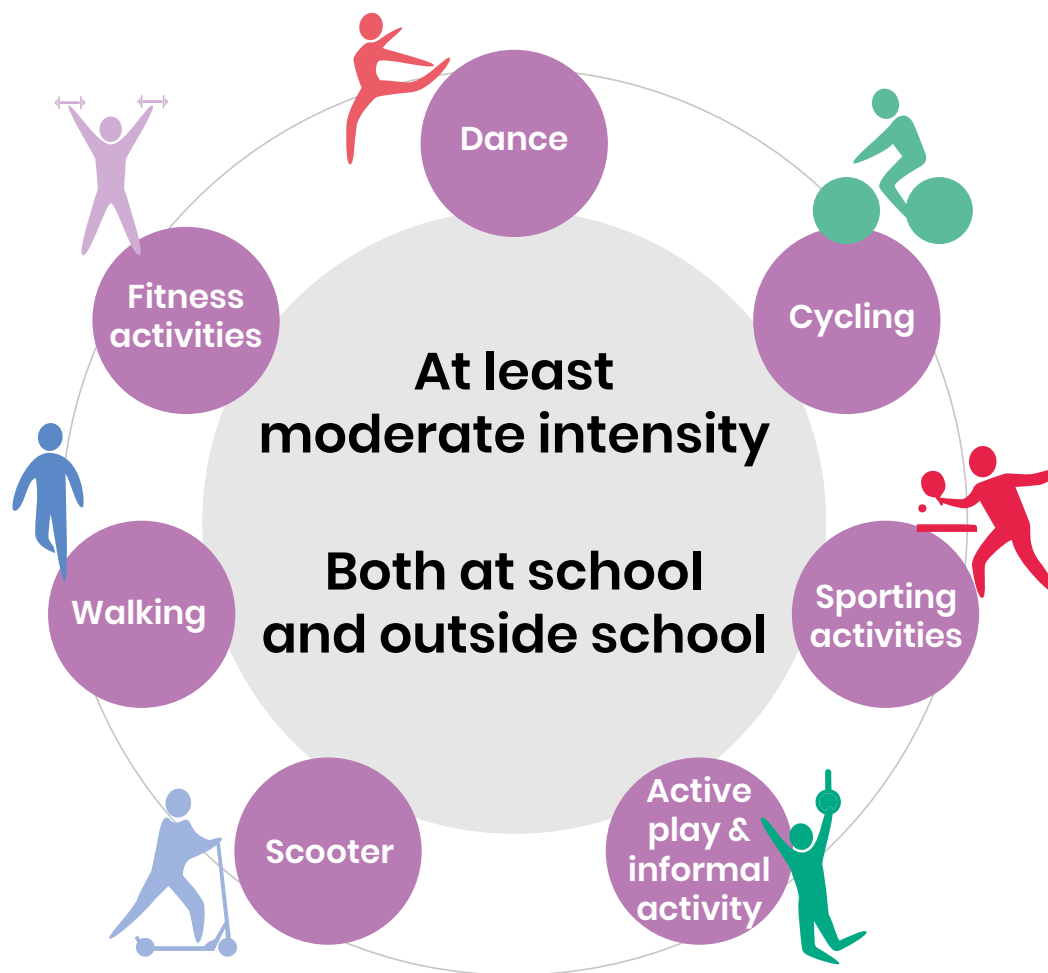 Dance
Cycling
Sporting
activities
Active
play &
informal
activity
Scooter
Walking
Fitness
activities
At least
moderate intensity
Both at school
and outside school